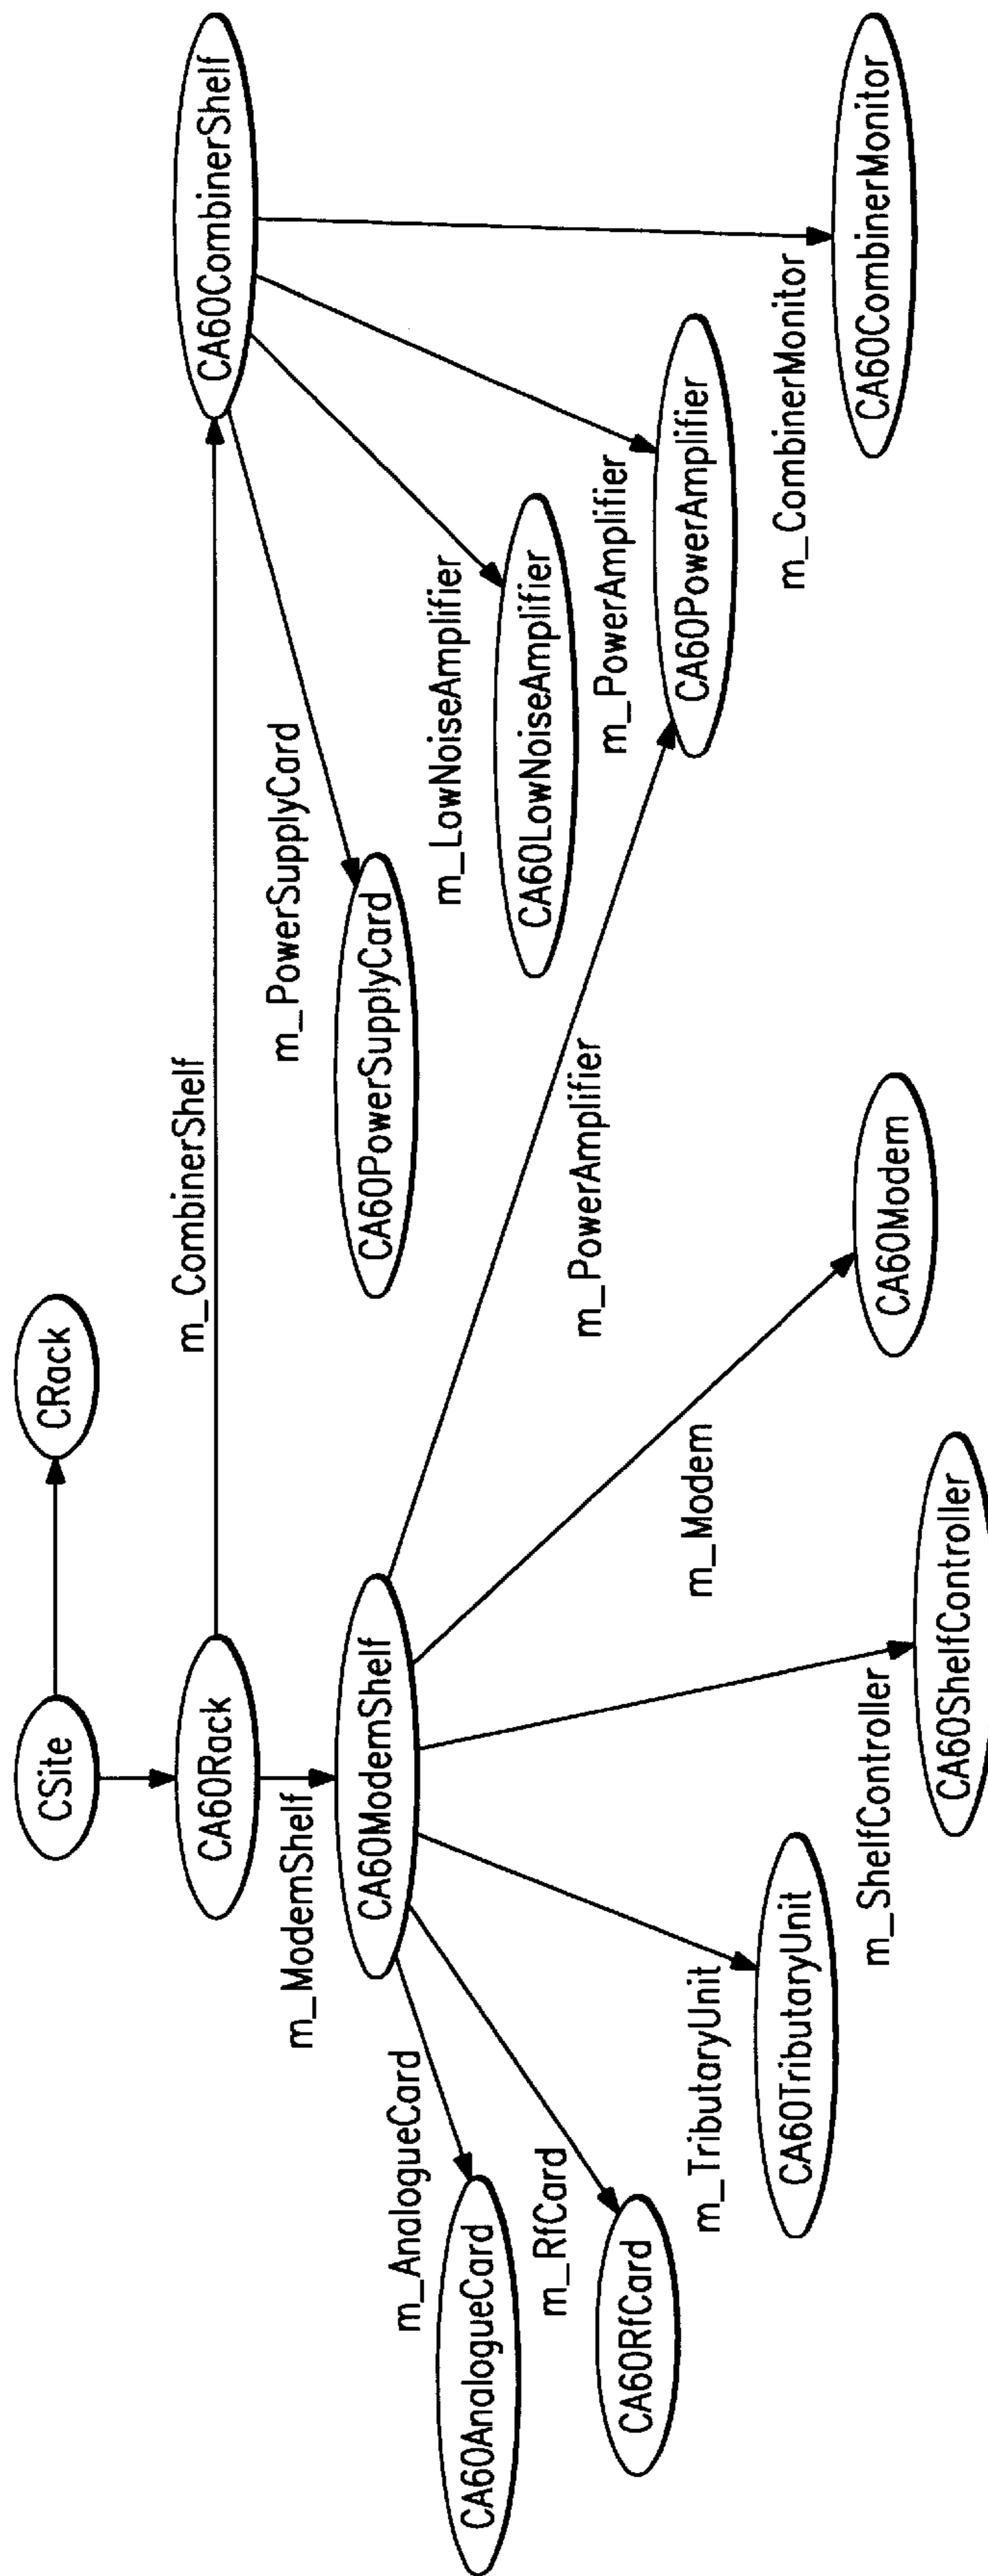 CSite
CRack
CA60Rack
m_CombinerShelf
CA60CombinerShelf
m_ModemShelf
CA60ModemShelf
m_PowerSupplyCard
CA60PowerSupplyCard
m_AnalogueCard
CA60AnalogueCard
m_LowNoiseAmplifier
CA60LowNoiseAmplifier
m_RfCard
CA60RfCard
m_PowerAmplifier
m_PowerAmplifier
CA60PowerAmplifier
m_TributaryUnit
CA60TributaryUnit
m_Modem
CA60Modem
m_CombinerMonitor
CA60CombinerMonitor
m_ShelfController
CA60ShelfController